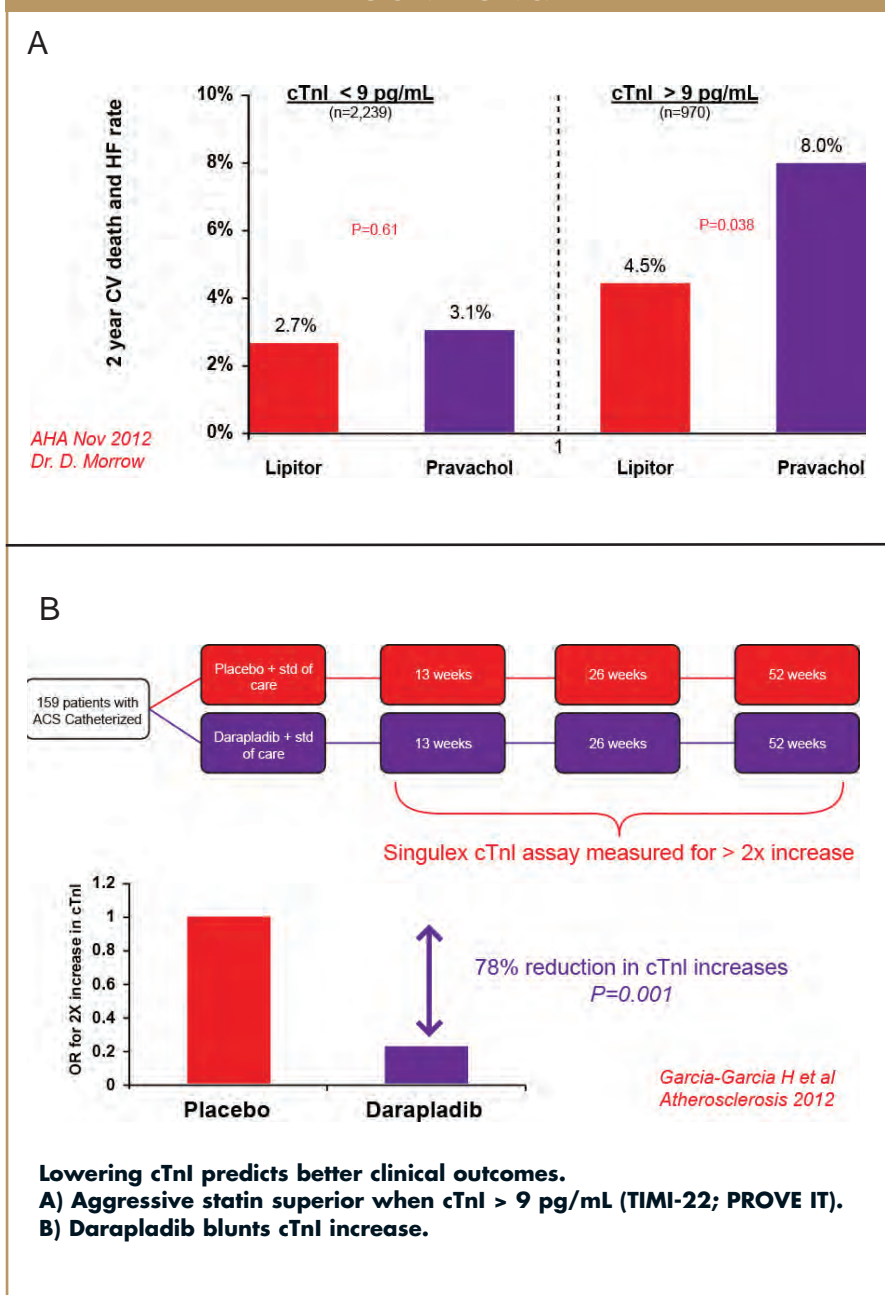 A
2 year CV death and HF rate
10%
8%
6%
4%
2%
0%
cTnI < 9 pg/mL
(n=2,239)
cTnI > 9 pg/mL
(n=970)
P=0.61
P=0.038
2.7%
3.1%
4.5%
8.0%
1
Lipitor
Pravachol
Lipitor
Pravachol
AHA Nov 2012
Dr. D. Morrow
B
159 patients with
ACS Catheterized
Placebo + std of
care
13 weeks
26 weeks
52 weeks
Darapladib + std
of care
13 weeks
26 weeks
52 weeks
Singulex cTnI assay measured for > 2x increase
OR for 2X increase in cTnI
1.2
1
0.8
0.6
0.4
0.2
0
78% reduction in cTnI increases
P=0.001
Placebo
Darapladib
Garcia-Garcia H et al
Atherosclerosis 2012
Lowering cTnI predicts better clinical outcomes.
A) Aggressive statin superior when cTnI > 9 pg/mL (TIMI-22; PROVE IT).
B) Darapladib blunts cTnI increase.